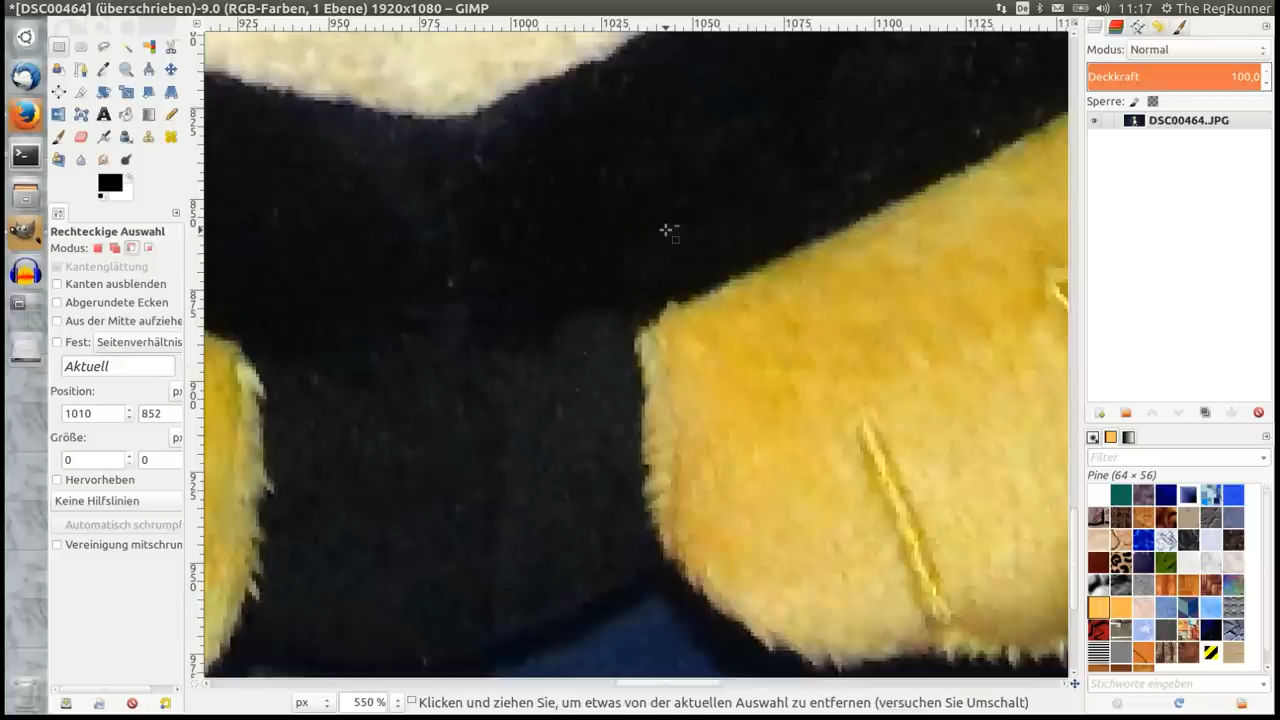 *[DSC00464] (überschrieben)-9.0 (RGB-Farben, 1 Ebene) 1920x1080 – GIMP
De
11:17
The RegRunner
925
950
975
1000
1025
1050
1075
1100
Modus: Normal
Deckkraft 100,0
Sperre:
DSC00464.JPG
Rechteckige Auswahl
Modus:
Kantenglättung
Kanten ausblenden
Abgerundete Ecken
Aus der Mitte aufziehe
Fest: Seitenverhältnis
Aktuell
Position: p
1010 852
Größe: p
0 0
Hervorheben
Keine Hilfslinien
Automatisch schrumpf
Vereinigung mitschrun
Filter
Pine (64 × 56)
Stichworte eingeben
px 550 % Klicken und ziehen Sie, um etwas von der aktuellen Auswahl zu entfernen (versuchen Sie Umschalt)